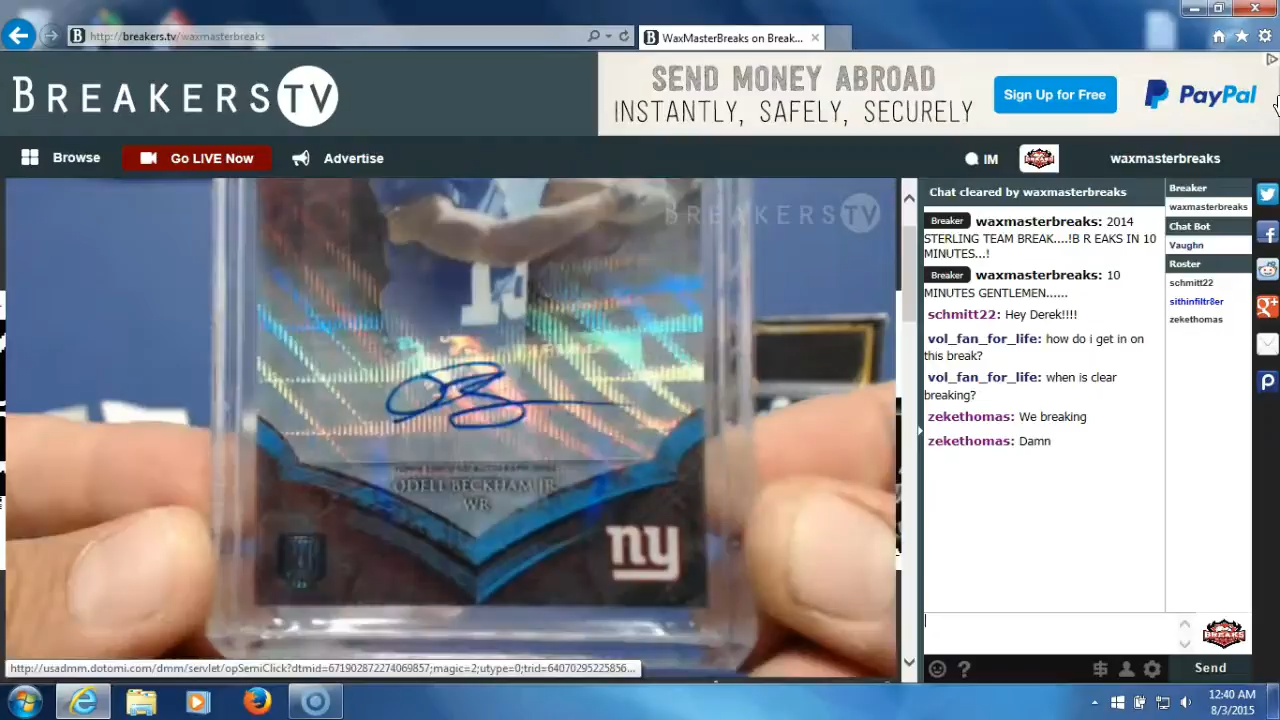 http://breakers.tv/waxmasterbreaks
WaxMasterBreaks on Break...
BREAKERS TV
SEND MONEY ABROAD
INSTANTLY, SAFELY, SECURELY
Sign Up for Free
PayPal
Browse
Go LIVE Now
Advertise
IM
waxmasterbreaks
BREAKERS TV
ODELL BECKHAM JR
WR
ny
Chat cleared by waxmasterbreaks
Breaker waxmasterbreaks: 2014
STERLING TEAM BREAK....!B R EAKS IN 10
MINUTES...!
Breaker waxmasterbreaks: 10
MINUTES GENTLEMEN......
schmitt22: Hey Derek!!!!
vol_fan_for_life: how do i get in on
this break?
vol_fan_for_life: when is clear
breaking?
zekethomas: We breaking
zekethomas: Damn
Breaker
waxmasterbreaks
Chat Bot
Vaughn
Roster
schmitt22
sithinfiltr8er
zekethomas
BREAKS
Send
http://usadmm.dotomi.com/dmm/servlet/opSemiClick?dtmid=671902872274069857;magic=2;utype=0;trid=64070295225856...
12:40 AM
8/3/2015